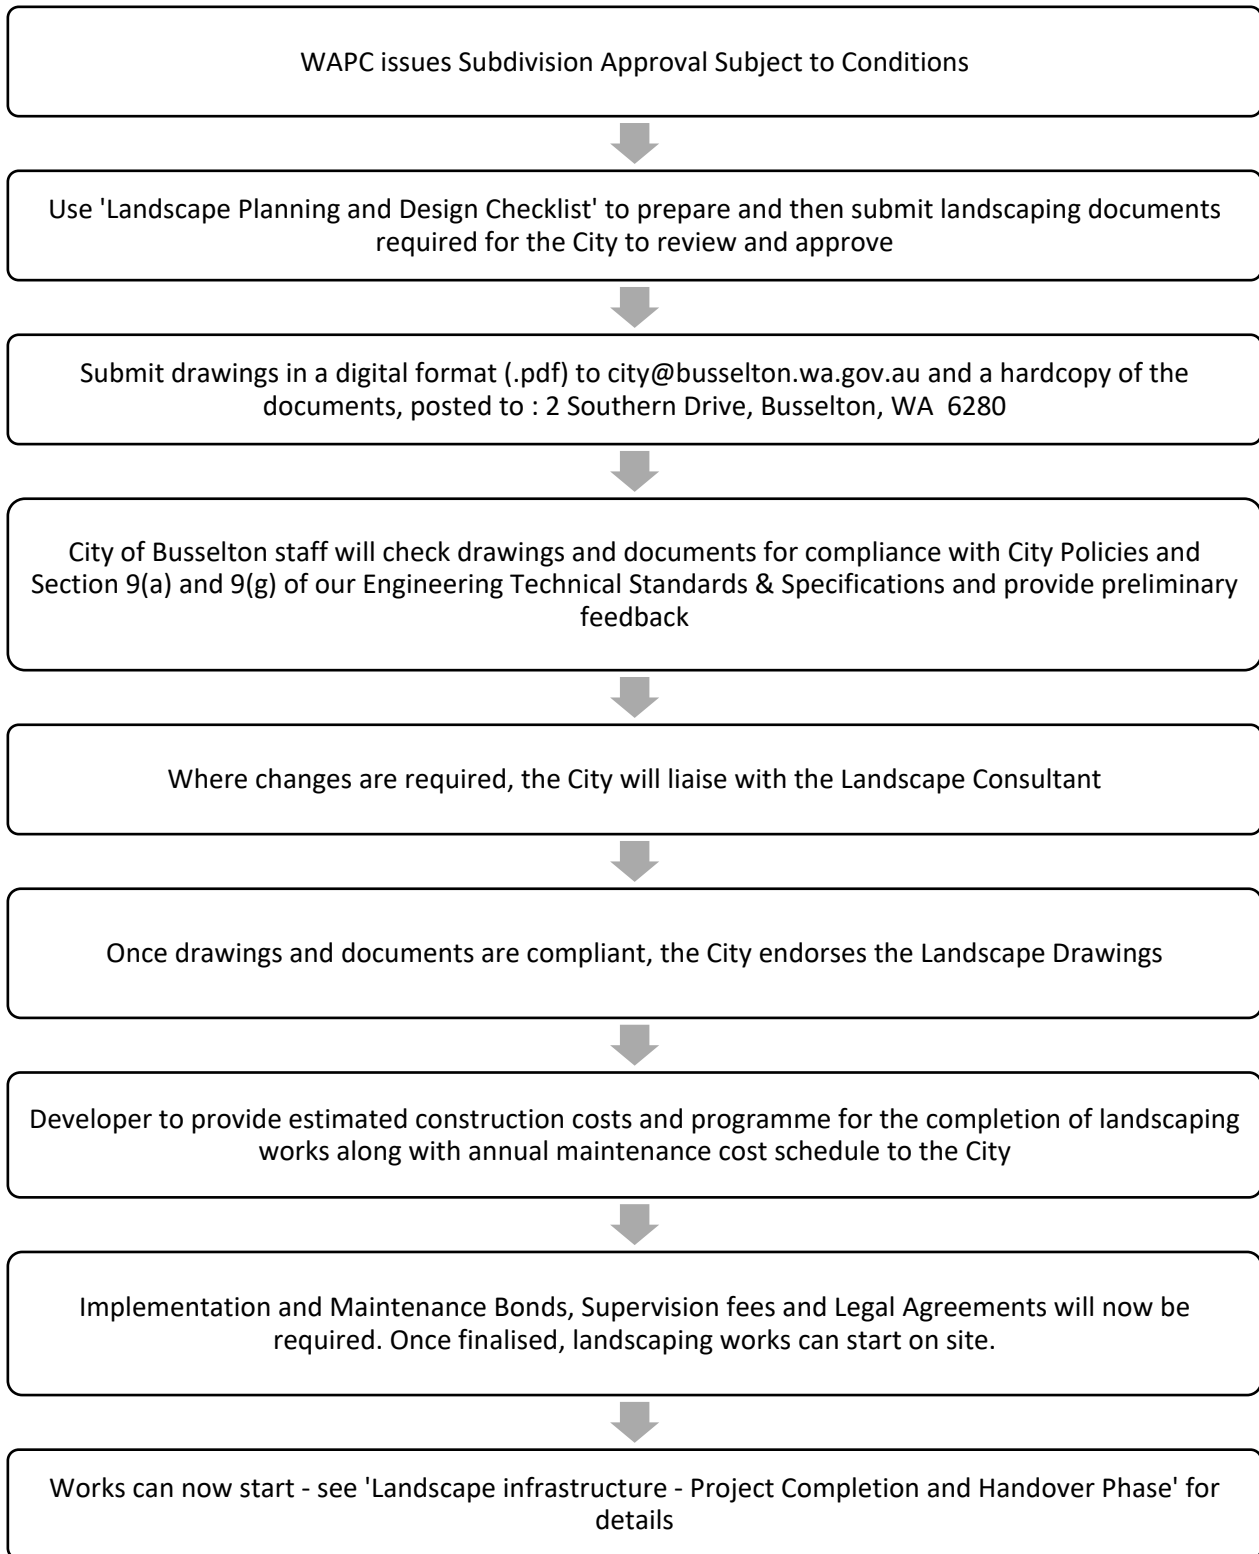 WAPC issues Subdivision Approval Subject to Conditions
Use 'Landscape Planning and Design Checklist' to prepare and then submit landscaping documents
required for the City to review and approve
Submit drawings in a digital format (.pdf) to city@busselton.wa.gov.au and a hardcopy of the
documents, posted to : 2 Southern Drive, Busselton, WA  6280
City of Busselton staff will check drawings and documents for compliance with City Policies and
Section 9(a) and 9(g) of our Engineering Technical Standards & Specifications and provide preliminary
feedback
Where changes are required, the City will liaise with the Landscape Consultant
Once drawings and documents are compliant, the City endorses the Landscape Drawings
Developer to provide estimated construction costs and programme for the completion of landscaping
works along with annual maintenance cost schedule to the City
Implementation and Maintenance Bonds, Supervision fees and Legal Agreements will now be
required. Once finalised, landscaping works can start on site.
Works can now start - see 'Landscape infrastructure - Project Completion and Handover Phase' for
details